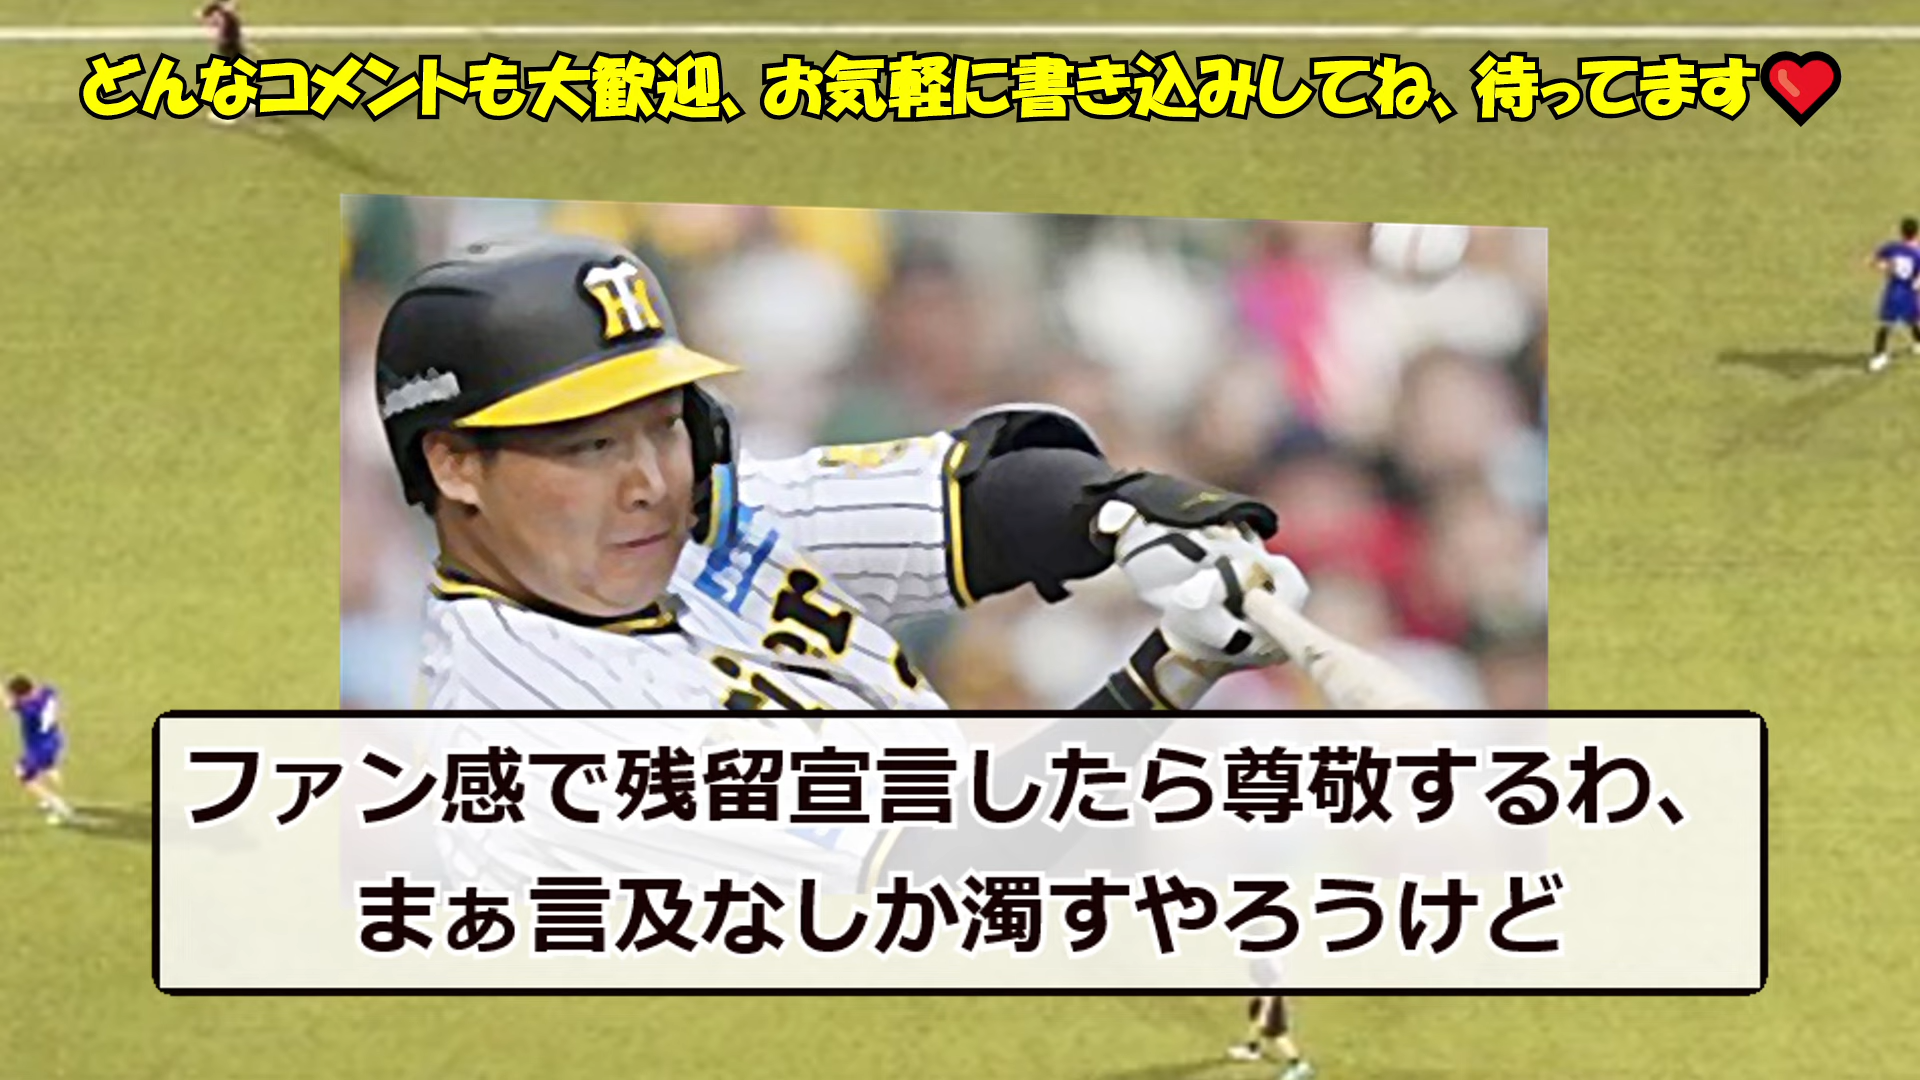 どんなコメントも大歓迎、お気軽に書き込みしてね、待ってます❤
ファン感で残留宣言したら尊敬するわ、
まぁ言及なしか濁すやろうけど